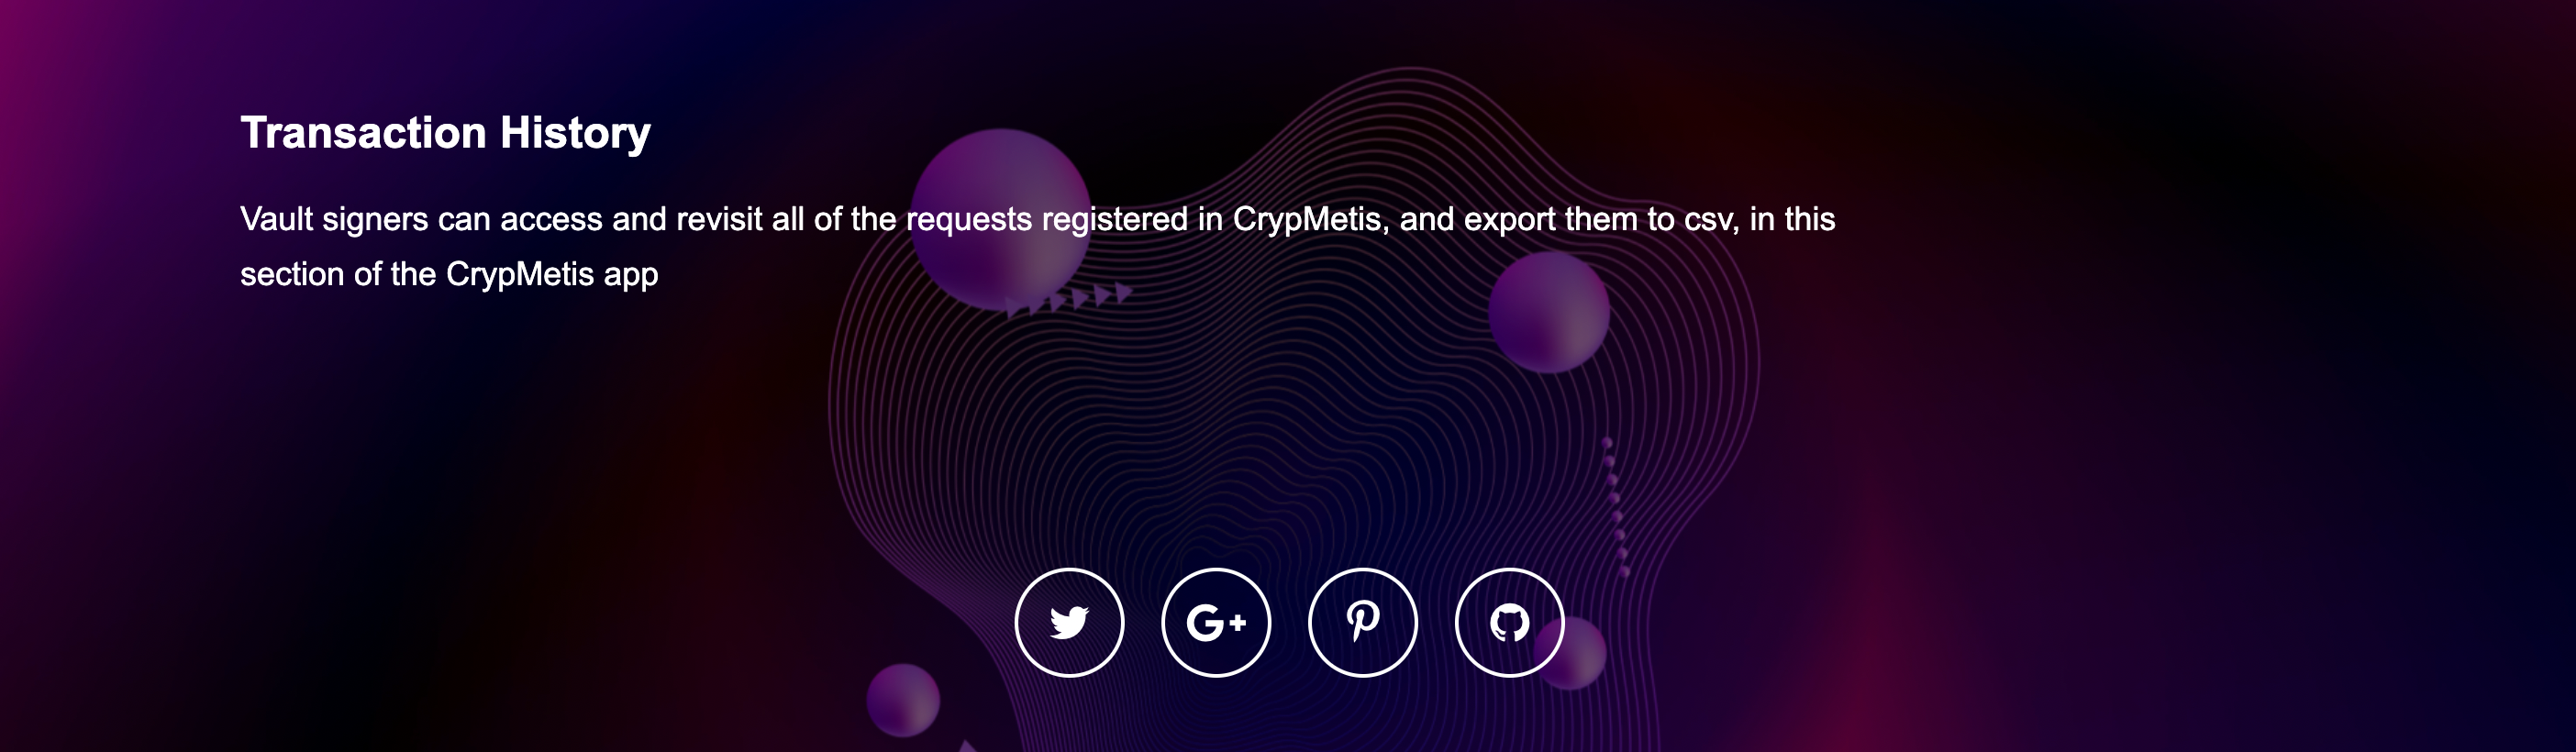 Transaction History
Vault signers can access and revisit all of the requests registered in CrypMetis, and export them to csv, in this
section of the CrypMetis app